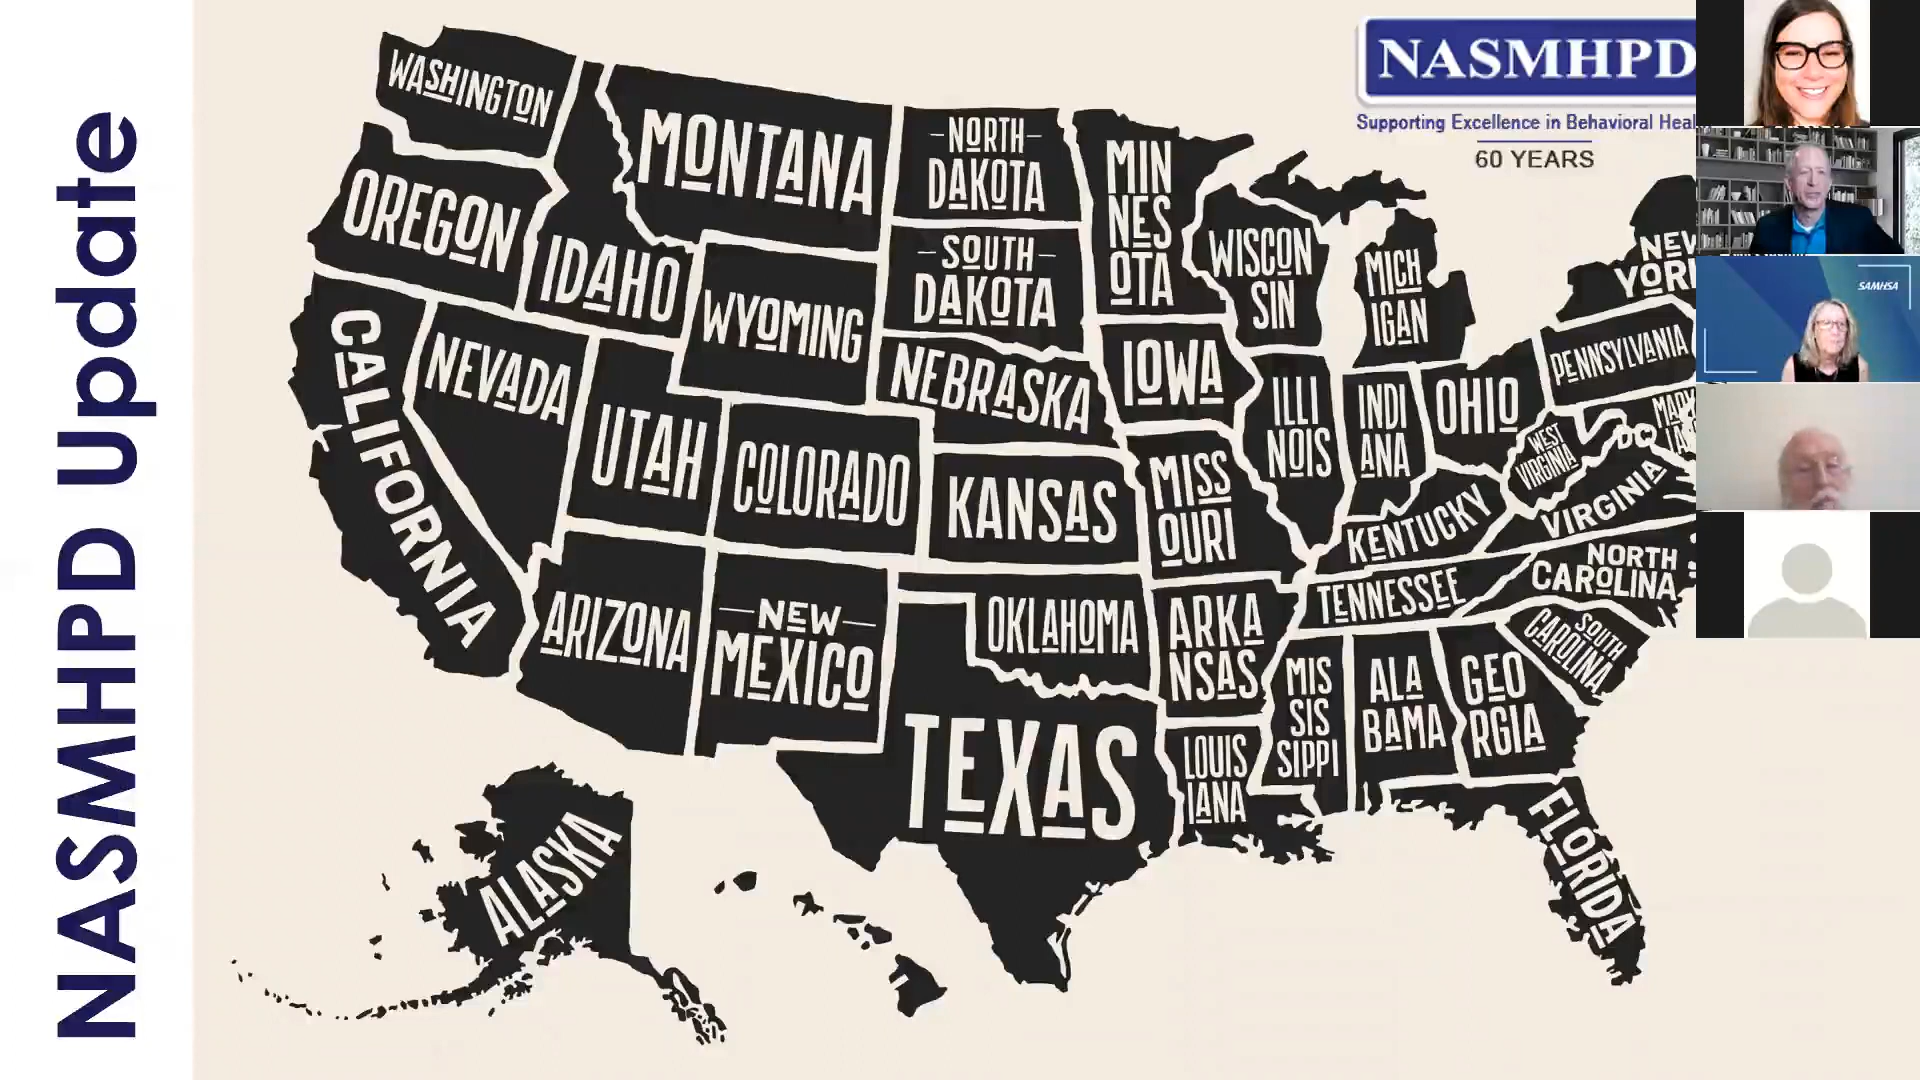 NASMHPD Update
NASMHPD
Supporting Excellence in Behavioral Heal
60 YEARS
SAMHSA
WASHINGTON
OREGON
CALIFORNIA
NEVADA
IDAHO
MONTANA
WYOMING
UTAH
COLORADO
ARIZONA
NEW
MEXICO
NORTH
DAKOTA
SOUTH
DAKOTA
NEBRASKA
KANSAS
OKLAHOMA
TEXAS
MIN
NES
OTA
IOWA
MISS
OURI
ARKA
NSAS
LOUIS
IANA
WISCON
SIN
ILLI
NOIS
MICH
IGAN
INDI
ANA
OHIO
KENTUCKY
TENNESSEE
MIS
SIS
SIPPI
ALA
BAMA
GEO
RGIA
FLORIDA
SOUTH
CAROLINA
NORTH
CAROLINA
VIRGINIA
WEST
VIRGINIA
DC
MARY
LA
PENNSYLVANIA
NEW
YORK
ALASKA